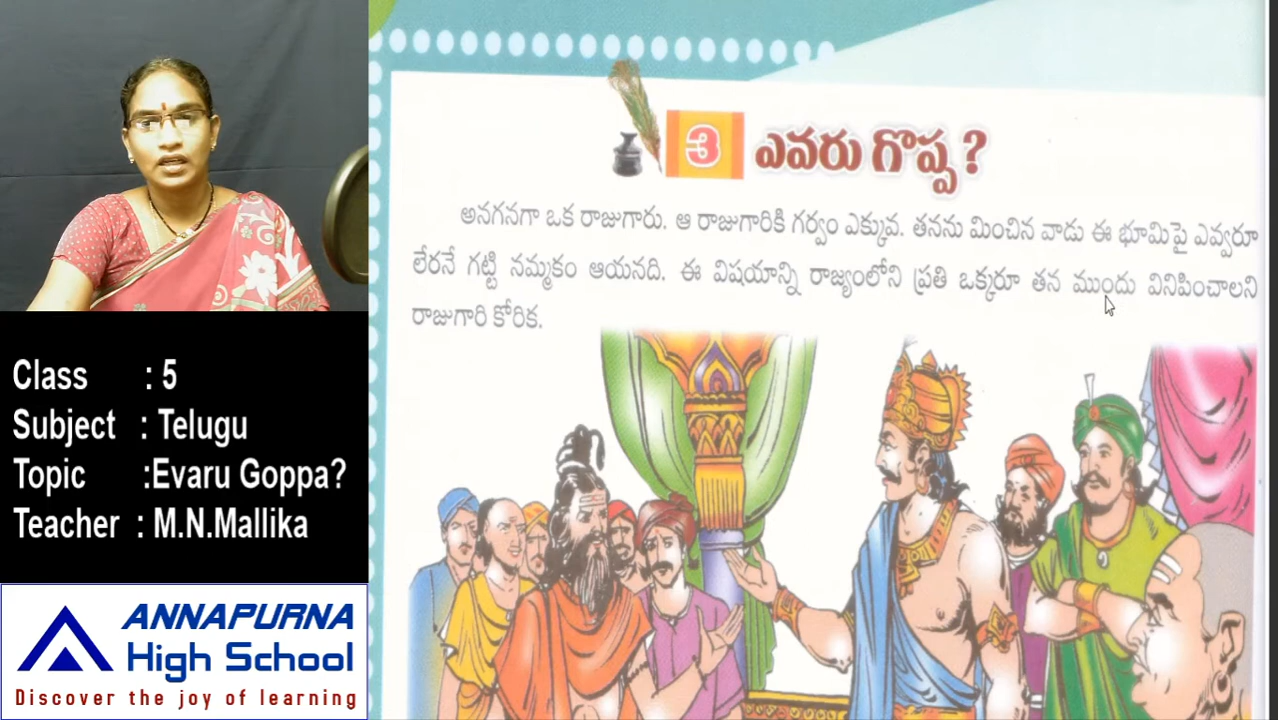 3 ఎవరు గొప్ప?
అనగనగా ఒక రాజుగారు. ఆ రాజుగారికి గర్వం ఎక్కువ. తనను మించిన వాడు ఈ భూమిపై ఎవ్వరూ
లేరనే గట్టి నమ్మకం ఆయనది. ఈ విషయాన్ని రాజ్యంలోని ప్రతి ఒక్కరూ తన ముందు వినిపించాలని
రాజుగారి కోరిక.
Class : 5
Subject : Telugu
Topic :Evaru Goppa?
Teacher : M.N.Mallika
ANNAPURNA
High School
Discover the joy of learning